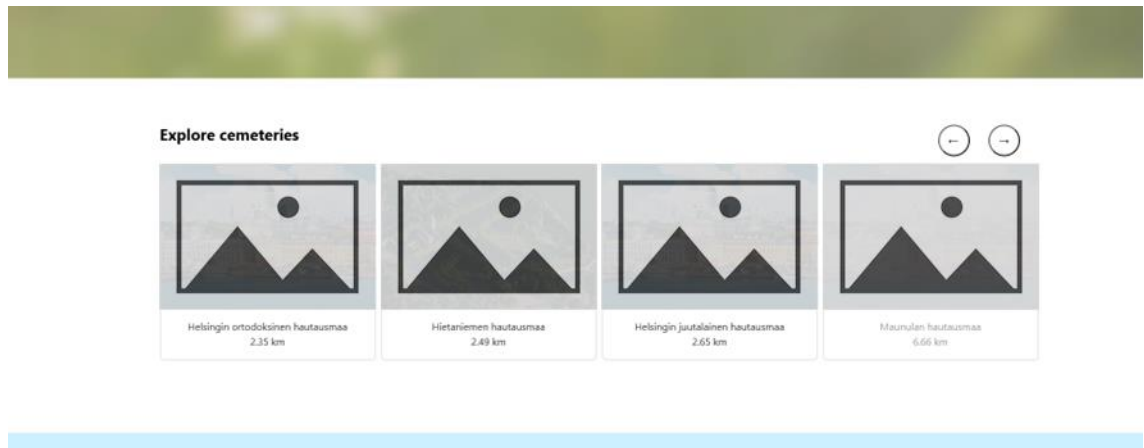 Explore cemeteries
←
→
Helsingin ortodoksinen hautausmaa
2.35 km
Hietaniemen hautausmaa
2.49 km
Helsingin juutalainen hautausmaa
2.65 km
Maunulan hautausmaa
6.66 km